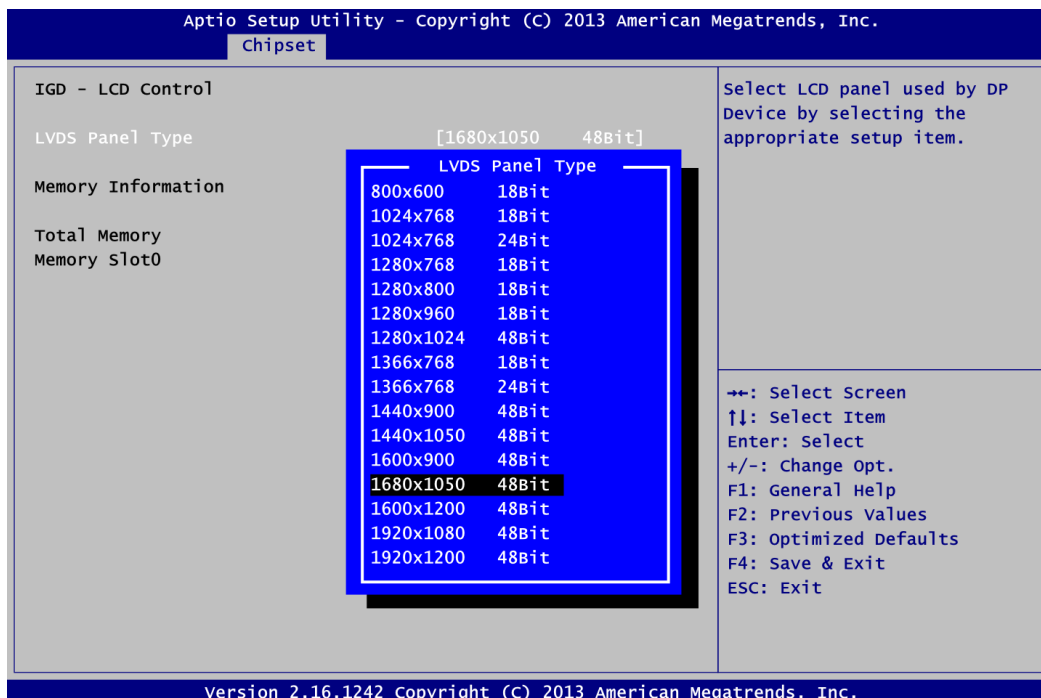 Aptio Setup Utility - Copyright (C) 2013 American Megatrends, Inc.
Chipset
IGD - LCD Control
LVDS Panel Type [1680x1050 48Bit]
Memory Information
Total Memory
Memory Slot0
LVDS Panel Type
800x600 18Bit
1024x768 18Bit
1024x768 24Bit
1280x768 18Bit
1280x800 18Bit
1280x960 18Bit
1280x1024 48Bit
1366x768 18Bit
1366x768 24Bit
1440x900 48Bit
1440x1050 48Bit
1600x900 48Bit
1680x1050 48Bit
1600x1200 48Bit
1920x1080 48Bit
1920x1200 48Bit
Select LCD panel used by DP
Device by selecting the
appropriate setup item.
→←: Select Screen
↑↓: Select Item
Enter: Select
+/-: Change Opt.
F1: General Help
F2: Previous Values
F3: Optimized Defaults
F4: Save & Exit
ESC: Exit
Version 2.16.1242 Copyright (C) 2013 American Megatrends, Inc.